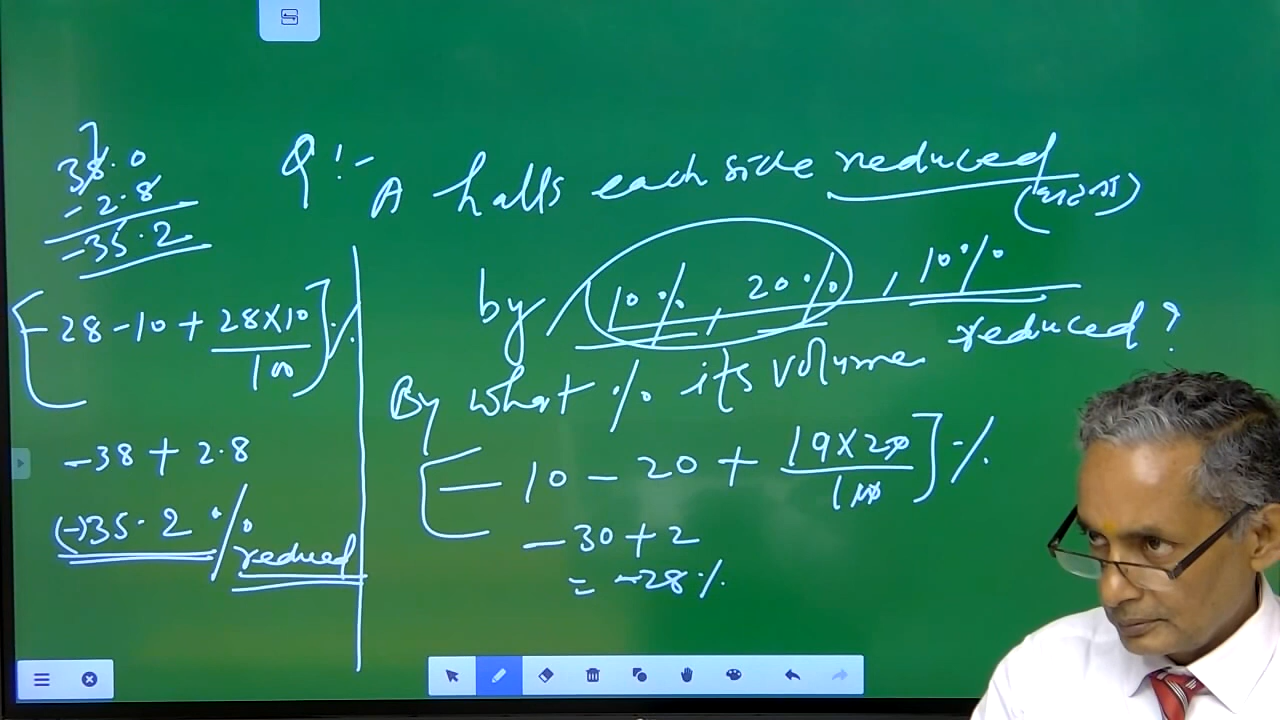 38.0
- 2.8
- 35.2
Q:- A halls each side reduced
(घटाना)
by 10%, 20%, 10%
reduced?
By what % its volume
[- 10 - 20 + 10×20/100] %
- 30 + 2
= -28%
[- 28 - 10 + 28×10/100] %
- 38 + 2.8
(-)35.2 % reduced